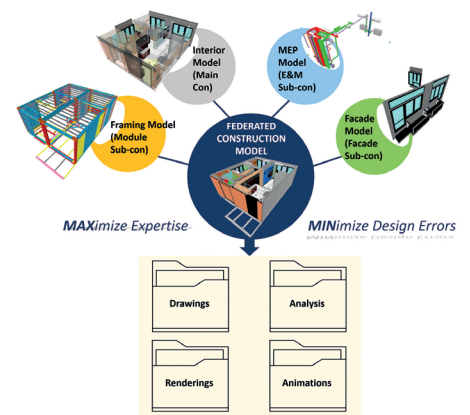 Interior
Model
(Main
Con)
MEP
Model
(E&M
Sub-con)
Framing Model
(Module
Sub-con)
FEDERATED
CONSTRUCTION
MODEL
Facade
Model
(Facade
Sub-con)
MAXimize Expertise
MINimize Design Errors
Drawings
Analysis
Renderings
Animations